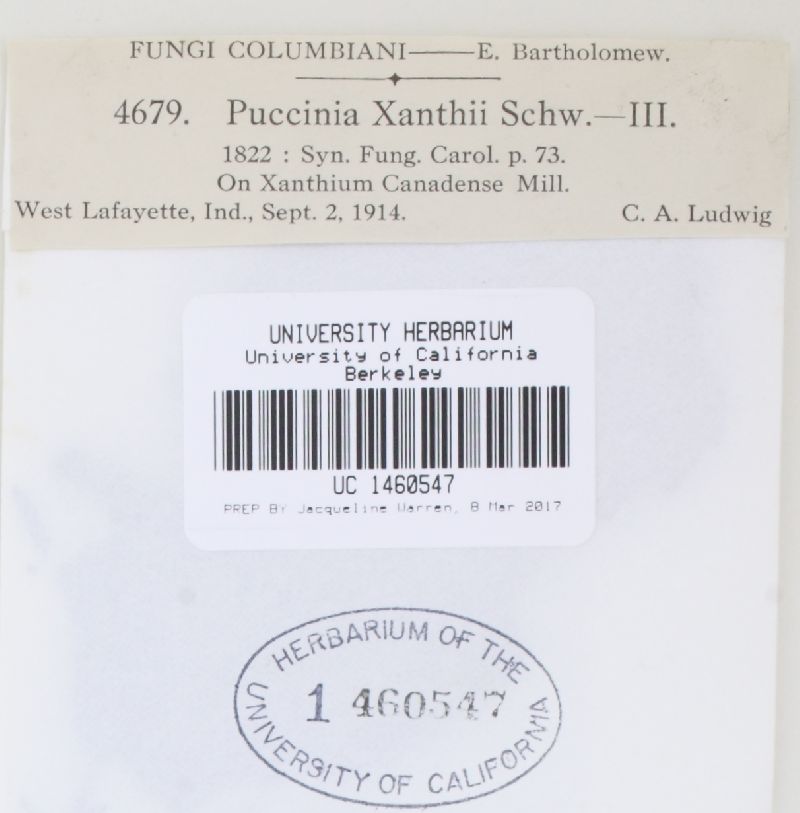 FUNGI COLUMBIANI——E. Bartholomew.
4679. Puccinia Xanthii Schw.—III.
1822 : Syn. Fung. Carol. p. 73.
On Xanthium Canadense Mill.
West Lafayette, Ind., Sept. 2, 1914. C. A. Ludwig
UNIVERSITY HERBARIUM
University of California
Berkeley
UC 1460547
PREP BY Jacqueline Warren, 8 Mar 2017
HERBARIUM OF THE
1 460547
UNIVERSITY OF CALIFORNIA